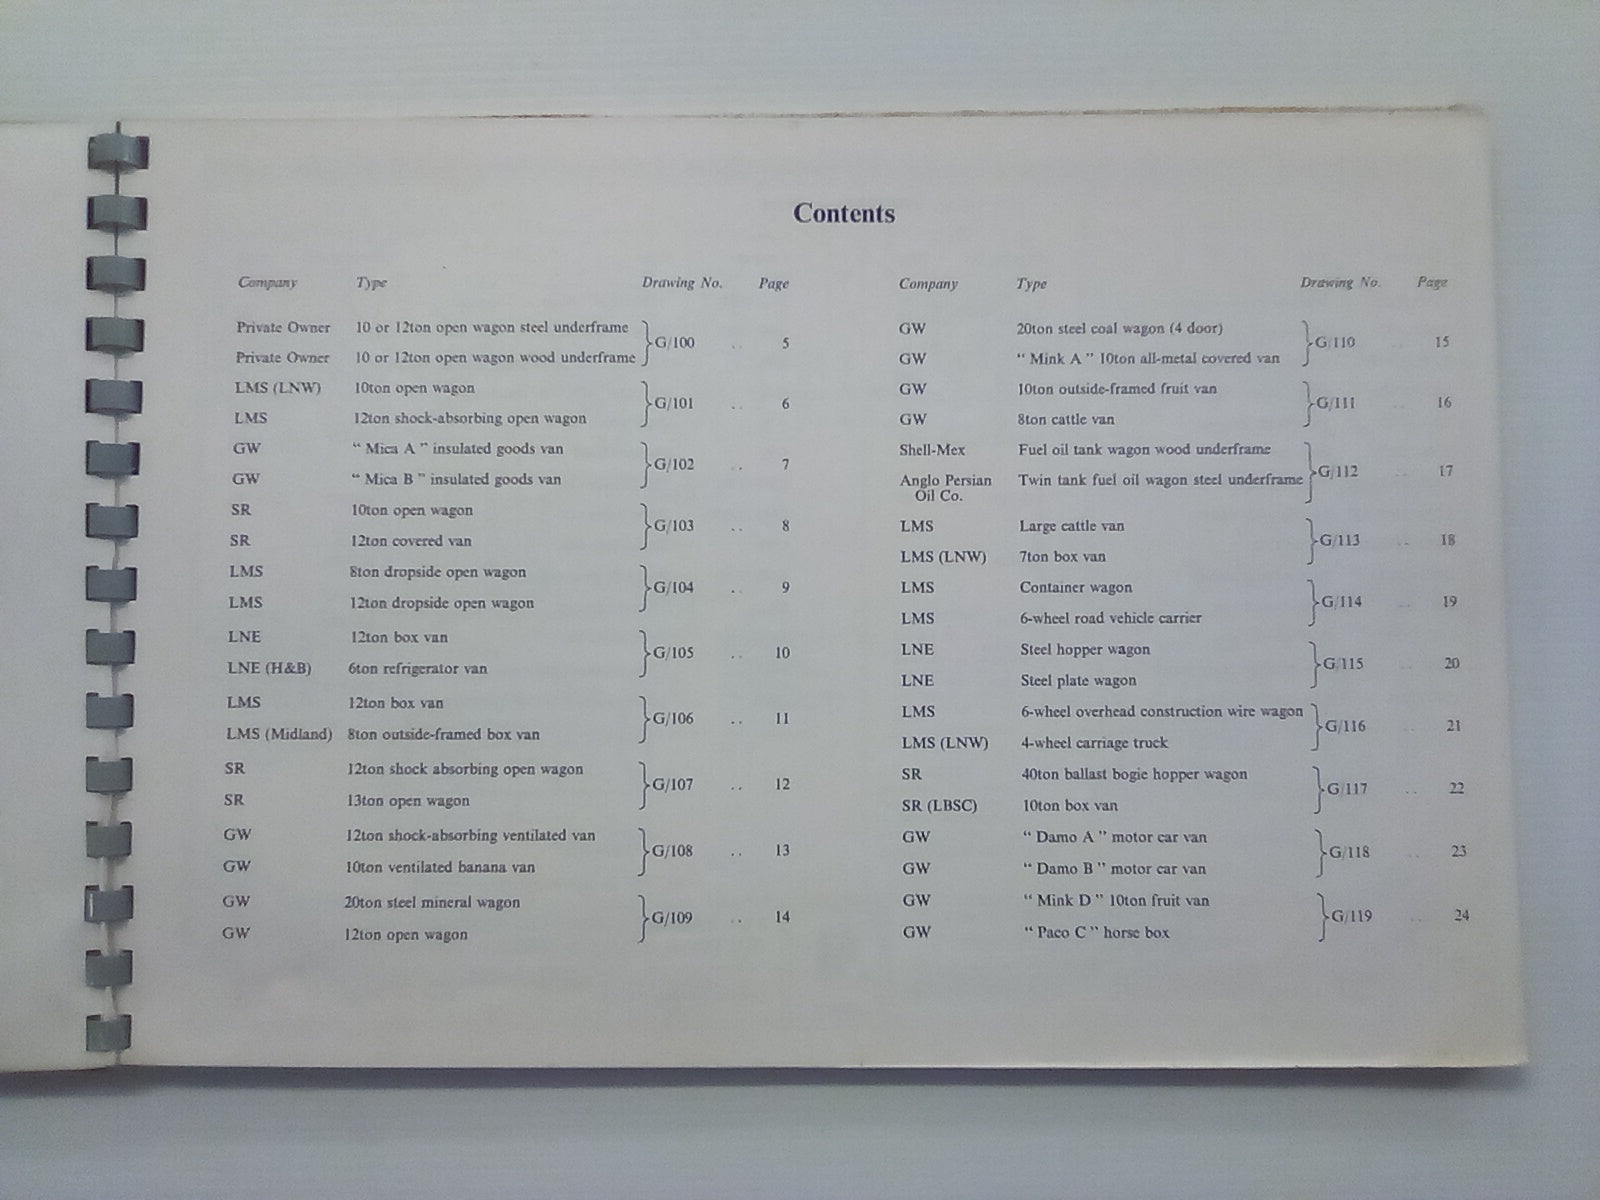 Contents
Company Type Drawing No. Page
Private Owner 10 or 12ton open wagon steel underframe
G/100 .. 5
Private Owner 10 or 12ton open wagon wood underframe
LMS (LNW) 10ton open wagon
G/101 .. 6
LMS 12ton shock-absorbing open wagon
GW “ Mica A ” insulated goods van
G/102 .. 7
GW “ Mica B ” insulated goods van
SR 10ton open wagon
G/103 .. 8
SR 12ton covered van
LMS 8ton dropside open wagon
G/104 .. 9
LMS 12ton dropside open wagon
LNE 12ton box van
G/105 .. 10
LNE (H&B) 6ton refrigerator van
LMS 12ton box van
G/106 .. 11
LMS (Midland) 8ton outside-framed box van
SR 12ton shock absorbing open wagon
G/107 .. 12
SR 13ton open wagon
GW 12ton shock-absorbing ventilated van
G/108 .. 13
GW 10ton ventilated banana van
GW 20ton steel mineral wagon
G/109 .. 14
GW 12ton open wagon
Company Type Drawing No. Page
GW 20ton steel coal wagon (4 door)
G/110 .. 15
GW “ Mink A ” 10ton all-metal covered van
GW 10ton outside-framed fruit van
G/111 .. 16
GW 8ton cattle van
Shell-Mex Fuel oil tank wagon wood underframe
G/112 .. 17
Anglo Persian Twin tank fuel oil wagon steel underframe
Oil Co.
LMS Large cattle van
G/113 .. 18
LMS (LNW) 7ton box van
LMS Container wagon
G/114 .. 19
LMS 6-wheel road vehicle carrier
LNE Steel hopper wagon
G/115 .. 20
LNE Steel plate wagon
LMS 6-wheel overhead construction wire wagon
G/116 .. 21
LMS (LNW) 4-wheel carriage truck
SR 40ton ballast bogie hopper wagon
G/117 .. 22
SR (LBSC) 10ton box van
GW “ Damo A ” motor car van
G/118 .. 23
GW “ Damo B ” motor car van
GW “ Mink D ” 10ton fruit van
G/119 .. 24
GW “ Paco C ” horse box